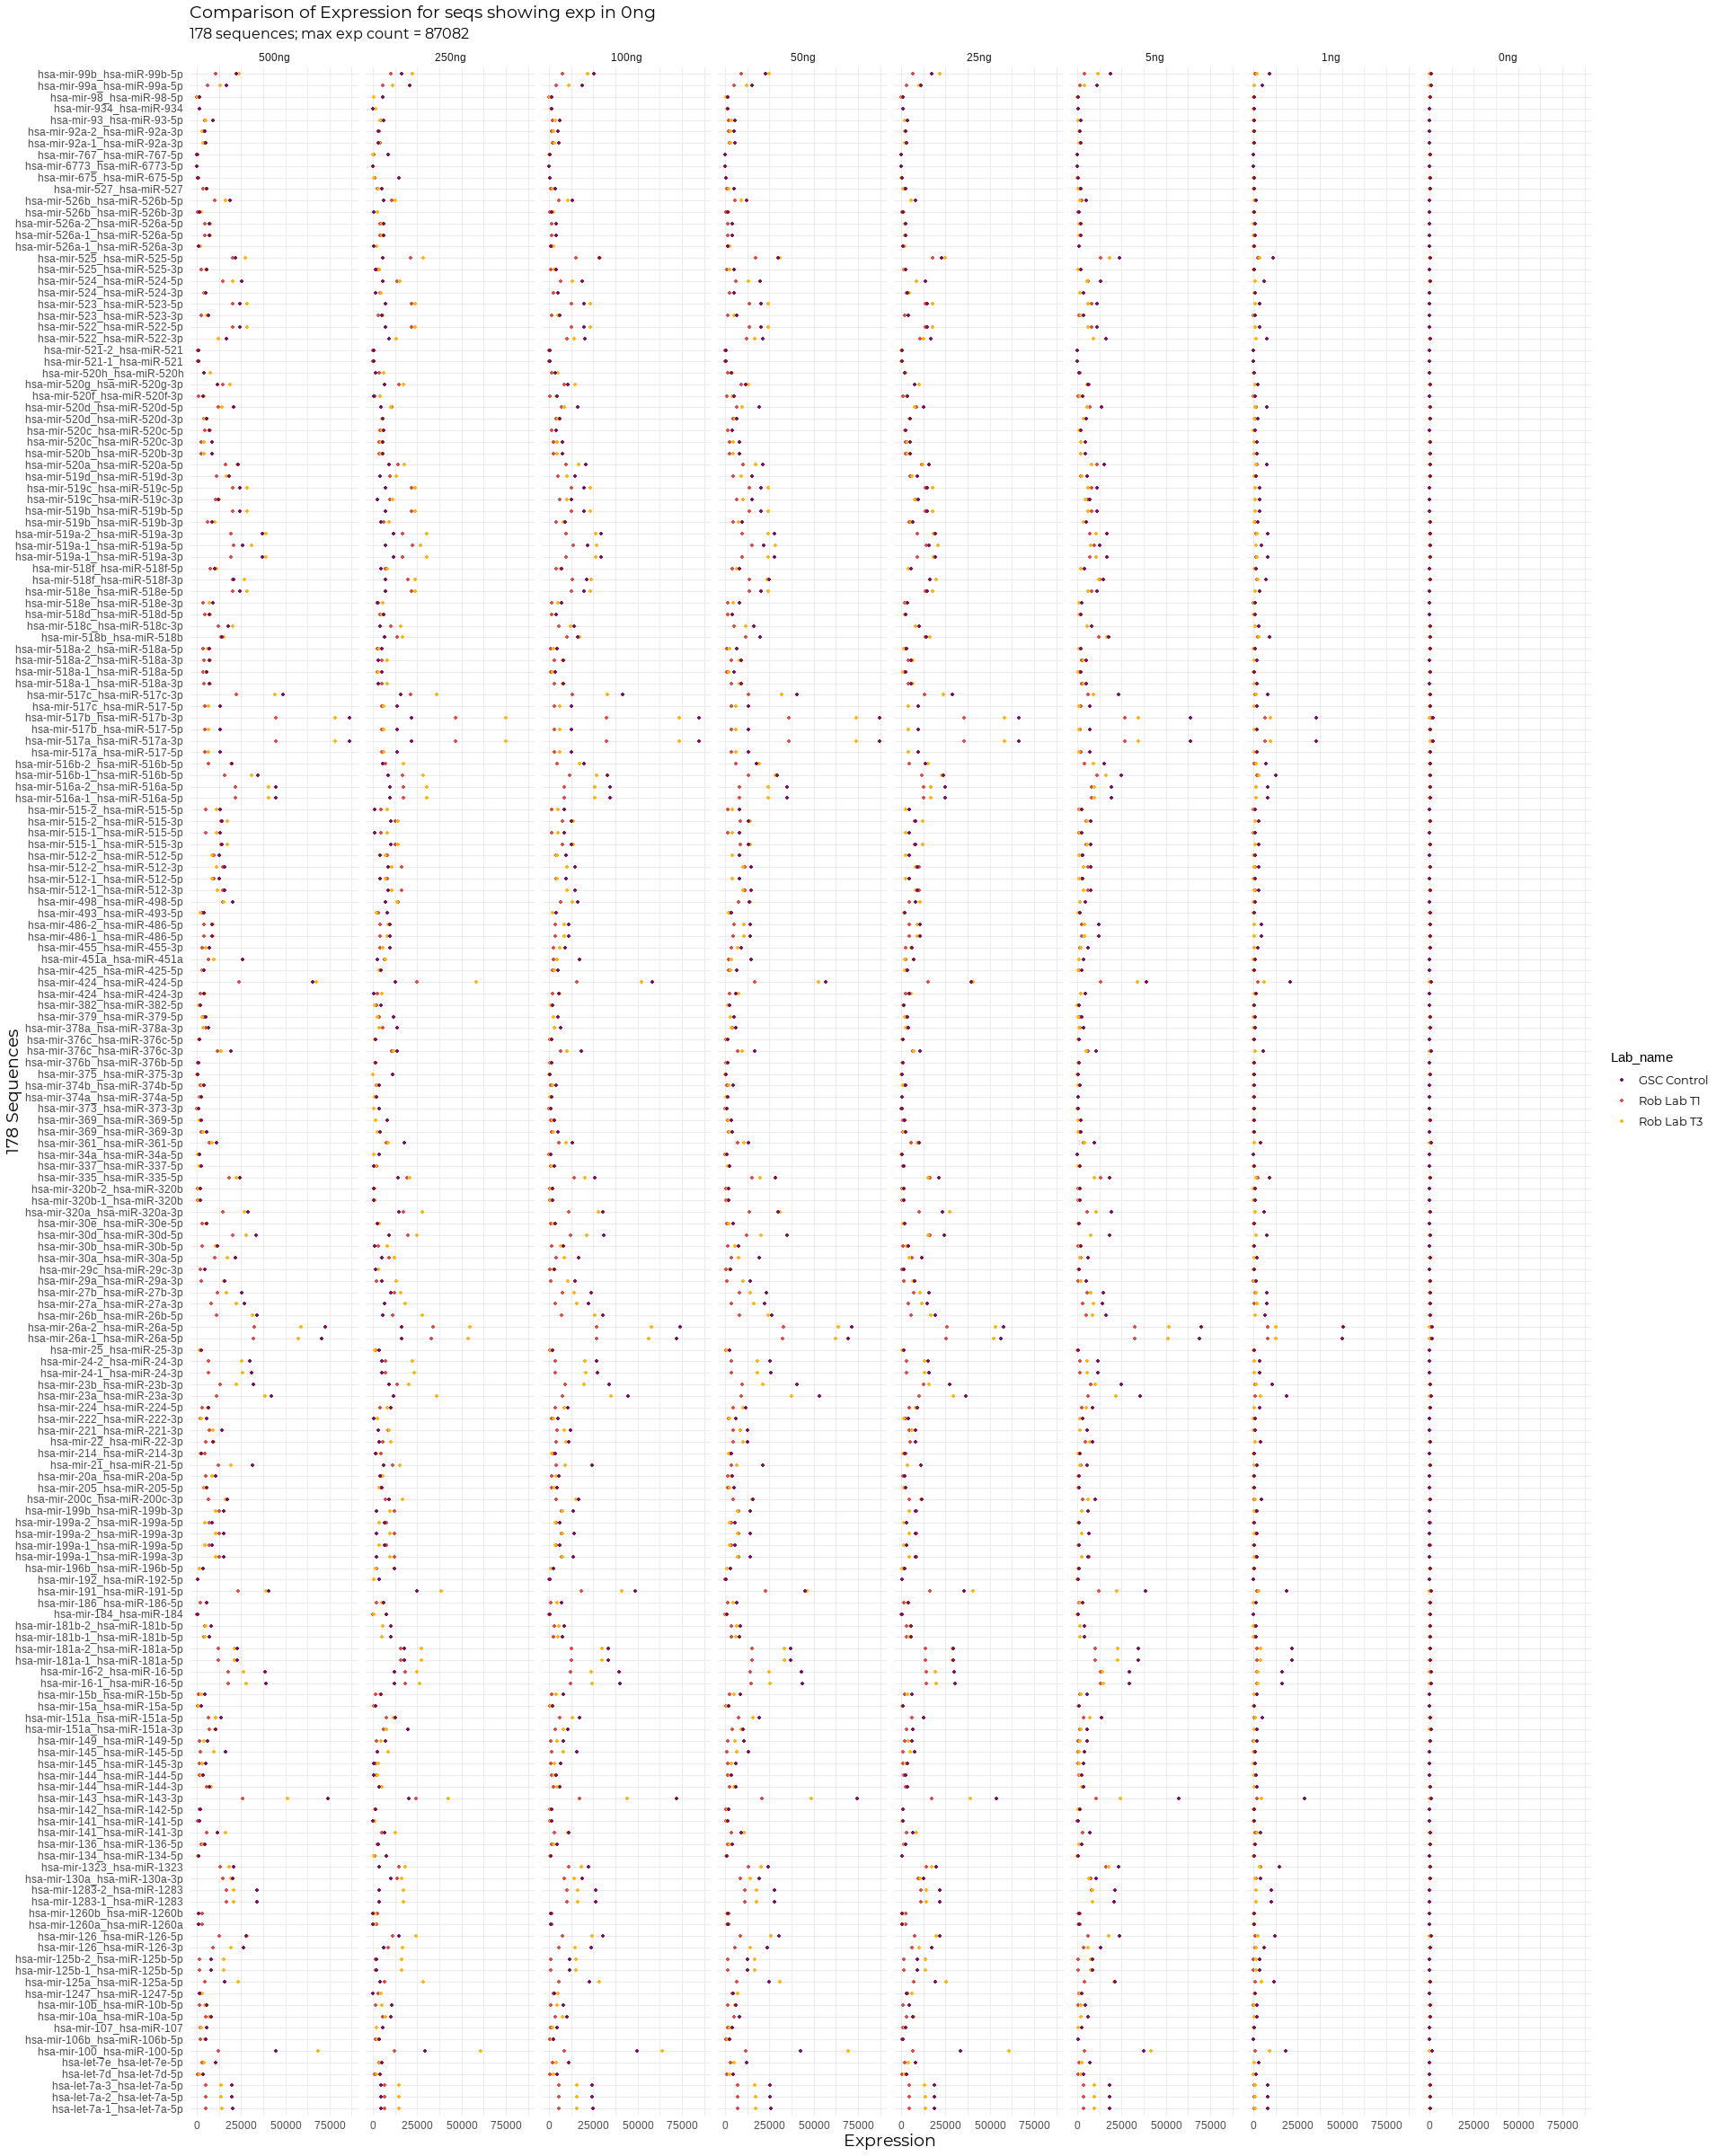 Comparison of Expression for seqs showing exp in 0ng
178 sequences; max exp count = 87082
500ng 250ng 100ng 50ng 25ng 5ng 1ng 0ng
hsa-mir-99b_hsa-miR-99b-5p
hsa-mir-99a_hsa-miR-99a-5p
hsa-mir-98_hsa-miR-98-5p
hsa-mir-934_hsa-miR-934
hsa-mir-93_hsa-miR-93-5p
hsa-mir-92a-2_hsa-miR-92a-3p
hsa-mir-92a-1_hsa-miR-92a-3p
hsa-mir-767_hsa-miR-767-5p
hsa-mir-6773_hsa-miR-6773-5p
hsa-mir-675_hsa-miR-675-5p
hsa-mir-527_hsa-miR-527
hsa-mir-526b_hsa-miR-526b-5p
hsa-mir-526b_hsa-miR-526b-3p
hsa-mir-526a-2_hsa-miR-526a-5p
hsa-mir-526a-1_hsa-miR-526a-5p
hsa-mir-526a-1_hsa-miR-526a-3p
hsa-mir-525_hsa-miR-525-5p
hsa-mir-525_hsa-miR-525-3p
hsa-mir-524_hsa-miR-524-5p
hsa-mir-524_hsa-miR-524-3p
hsa-mir-523_hsa-miR-523-5p
hsa-mir-523_hsa-miR-523-3p
hsa-mir-522_hsa-miR-522-5p
hsa-mir-522_hsa-miR-522-3p
hsa-mir-521-2_hsa-miR-521
hsa-mir-521-1_hsa-miR-521
hsa-mir-520h_hsa-miR-520h
hsa-mir-520g_hsa-miR-520g-3p
hsa-mir-520f_hsa-miR-520f-3p
hsa-mir-520d_hsa-miR-520d-5p
hsa-mir-520d_hsa-miR-520d-3p
hsa-mir-520c_hsa-miR-520c-5p
hsa-mir-520c_hsa-miR-520c-3p
hsa-mir-520b_hsa-miR-520b-3p
hsa-mir-520a_hsa-miR-520a-5p
hsa-mir-519d_hsa-miR-519d-3p
hsa-mir-519c_hsa-miR-519c-5p
hsa-mir-519c_hsa-miR-519c-3p
hsa-mir-519b_hsa-miR-519b-5p
hsa-mir-519b_hsa-miR-519b-3p
hsa-mir-519a-2_hsa-miR-519a-3p
hsa-mir-519a-1_hsa-miR-519a-5p
hsa-mir-519a-1_hsa-miR-519a-3p
hsa-mir-518f_hsa-miR-518f-5p
hsa-mir-518f_hsa-miR-518f-3p
hsa-mir-518e_hsa-miR-518e-5p
hsa-mir-518e_hsa-miR-518e-3p
hsa-mir-518d_hsa-miR-518d-5p
hsa-mir-518c_hsa-miR-518c-3p
hsa-mir-518b_hsa-miR-518b
hsa-mir-518a-2_hsa-miR-518a-5p
hsa-mir-518a-2_hsa-miR-518a-3p
hsa-mir-518a-1_hsa-miR-518a-5p
hsa-mir-518a-1_hsa-miR-518a-3p
hsa-mir-517c_hsa-miR-517c-3p
hsa-mir-517c_hsa-miR-517-5p
hsa-mir-517b_hsa-miR-517b-3p
hsa-mir-517b_hsa-miR-517-5p
hsa-mir-517a_hsa-miR-517a-3p
hsa-mir-517a_hsa-miR-517-5p
hsa-mir-516b-2_hsa-miR-516b-5p
hsa-mir-516b-1_hsa-miR-516b-5p
hsa-mir-516a-2_hsa-miR-516a-5p
hsa-mir-516a-1_hsa-miR-516a-5p
hsa-mir-515-2_hsa-miR-515-5p
hsa-mir-515-2_hsa-miR-515-3p
hsa-mir-515-1_hsa-miR-515-5p
hsa-mir-515-1_hsa-miR-515-3p
hsa-mir-512-2_hsa-miR-512-5p
hsa-mir-512-2_hsa-miR-512-3p
hsa-mir-512-1_hsa-miR-512-5p
hsa-mir-512-1_hsa-miR-512-3p
hsa-mir-498_hsa-miR-498-5p
hsa-mir-493_hsa-miR-493-5p
hsa-mir-486-2_hsa-miR-486-5p
hsa-mir-486-1_hsa-miR-486-5p
hsa-mir-455_hsa-miR-455-3p
hsa-mir-451a_hsa-miR-451a
hsa-mir-425_hsa-miR-425-5p
hsa-mir-424_hsa-miR-424-5p
hsa-mir-424_hsa-miR-424-3p
hsa-mir-382_hsa-miR-382-5p
hsa-mir-379_hsa-miR-379-5p
hsa-mir-378a_hsa-miR-378a-3p
hsa-mir-376c_hsa-miR-376c-5p
hsa-mir-376c_hsa-miR-376c-3p
hsa-mir-376b_hsa-miR-376b-5p
hsa-mir-375_hsa-miR-375-3p
hsa-mir-374b_hsa-miR-374b-5p
hsa-mir-374a_hsa-miR-374a-5p
hsa-mir-373_hsa-miR-373-3p
hsa-mir-369_hsa-miR-369-5p
hsa-mir-369_hsa-miR-369-3p
hsa-mir-361_hsa-miR-361-5p
hsa-mir-34a_hsa-miR-34a-5p
hsa-mir-337_hsa-miR-337-5p
hsa-mir-335_hsa-miR-335-5p
hsa-mir-320b-2_hsa-miR-320b
hsa-mir-320b-1_hsa-miR-320b
hsa-mir-320a_hsa-miR-320a-3p
hsa-mir-30e_hsa-miR-30e-5p
hsa-mir-30d_hsa-miR-30d-5p
hsa-mir-30b_hsa-miR-30b-5p
hsa-mir-30a_hsa-miR-30a-5p
hsa-mir-29c_hsa-miR-29c-3p
hsa-mir-29a_hsa-miR-29a-3p
hsa-mir-27b_hsa-miR-27b-3p
hsa-mir-27a_hsa-miR-27a-3p
hsa-mir-26b_hsa-miR-26b-5p
hsa-mir-26a-2_hsa-miR-26a-5p
hsa-mir-26a-1_hsa-miR-26a-5p
hsa-mir-25_hsa-miR-25-3p
hsa-mir-24-2_hsa-miR-24-3p
hsa-mir-24-1_hsa-miR-24-3p
hsa-mir-23b_hsa-miR-23b-3p
hsa-mir-23a_hsa-miR-23a-3p
hsa-mir-224_hsa-miR-224-5p
hsa-mir-222_hsa-miR-222-3p
hsa-mir-221_hsa-miR-221-3p
hsa-mir-22_hsa-miR-22-3p
hsa-mir-214_hsa-miR-214-3p
hsa-mir-21_hsa-miR-21-5p
hsa-mir-20a_hsa-miR-20a-5p
hsa-mir-205_hsa-miR-205-5p
hsa-mir-200c_hsa-miR-200c-3p
hsa-mir-199b_hsa-miR-199b-3p
hsa-mir-199a-2_hsa-miR-199a-5p
hsa-mir-199a-2_hsa-miR-199a-3p
hsa-mir-199a-1_hsa-miR-199a-5p
hsa-mir-199a-1_hsa-miR-199a-3p
hsa-mir-196b_hsa-miR-196b-5p
hsa-mir-192_hsa-miR-192-5p
hsa-mir-191_hsa-miR-191-5p
hsa-mir-186_hsa-miR-186-5p
hsa-mir-184_hsa-miR-184
hsa-mir-181b-2_hsa-miR-181b-5p
hsa-mir-181b-1_hsa-miR-181b-5p
hsa-mir-181a-2_hsa-miR-181a-5p
hsa-mir-181a-1_hsa-miR-181a-5p
hsa-mir-16-2_hsa-miR-16-5p
hsa-mir-16-1_hsa-miR-16-5p
hsa-mir-15b_hsa-miR-15b-5p
hsa-mir-15a_hsa-miR-15a-5p
hsa-mir-151a_hsa-miR-151a-5p
hsa-mir-151a_hsa-miR-151a-3p
hsa-mir-149_hsa-miR-149-5p
hsa-mir-145_hsa-miR-145-5p
hsa-mir-145_hsa-miR-145-3p
hsa-mir-144_hsa-miR-144-5p
hsa-mir-144_hsa-miR-144-3p
hsa-mir-143_hsa-miR-143-3p
hsa-mir-142_hsa-miR-142-5p
hsa-mir-141_hsa-miR-141-5p
hsa-mir-141_hsa-miR-141-3p
hsa-mir-136_hsa-miR-136-5p
hsa-mir-134_hsa-miR-134-5p
hsa-mir-1323_hsa-miR-1323
hsa-mir-130a_hsa-miR-130a-3p
hsa-mir-1283-2_hsa-miR-1283
hsa-mir-1283-1_hsa-miR-1283
hsa-mir-1260b_hsa-miR-1260b
hsa-mir-1260a_hsa-miR-1260a
hsa-mir-126_hsa-miR-126-5p
hsa-mir-126_hsa-miR-126-3p
hsa-mir-125b-2_hsa-miR-125b-5p
hsa-mir-125b-1_hsa-miR-125b-5p
hsa-mir-125a_hsa-miR-125a-5p
hsa-mir-1247_hsa-miR-1247-5p
hsa-mir-10b_hsa-miR-10b-5p
hsa-mir-10a_hsa-miR-10a-5p
hsa-mir-107_hsa-miR-107
hsa-mir-106b_hsa-miR-106b-5p
hsa-mir-100_hsa-miR-100-5p
hsa-let-7e_hsa-let-7e-5p
hsa-let-7d_hsa-let-7d-5p
hsa-let-7a-3_hsa-let-7a-5p
hsa-let-7a-2_hsa-let-7a-5p
hsa-let-7a-1_hsa-let-7a-5p
178 Sequences
0 25000 50000 75000 0 25000 50000 75000 0 25000 50000 75000 0 25000 50000 75000 0 25000 50000 75000 0 25000 50000 75000 0 25000 50000 75000 0 25000 50000 75000
Expression
Lab_name
GSC Control
Rob Lab T1
Rob Lab T3